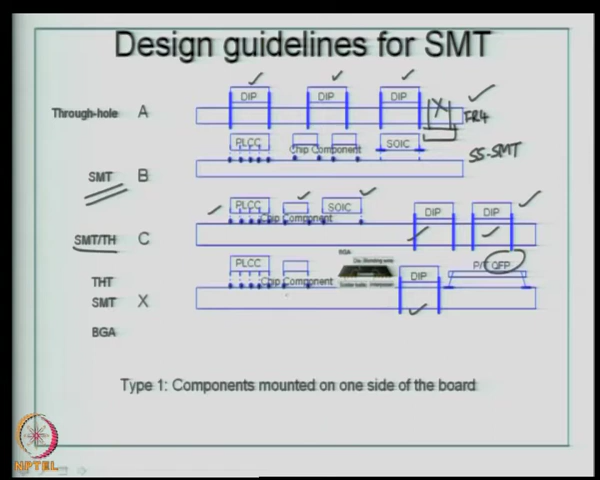 Design guidelines for SMT
DIP DIP DIP
Through-hole A FR4
PLCC Chip Component SOIC
SMT B SS-SMT
PLCC SOIC DIP DIP
Chip Component
SMT/TH C
BGA
PLCC DIP QFP
THT Chip Component
SMT X
BGA
Type 1: Components mounted on one side of the board
NPTEL